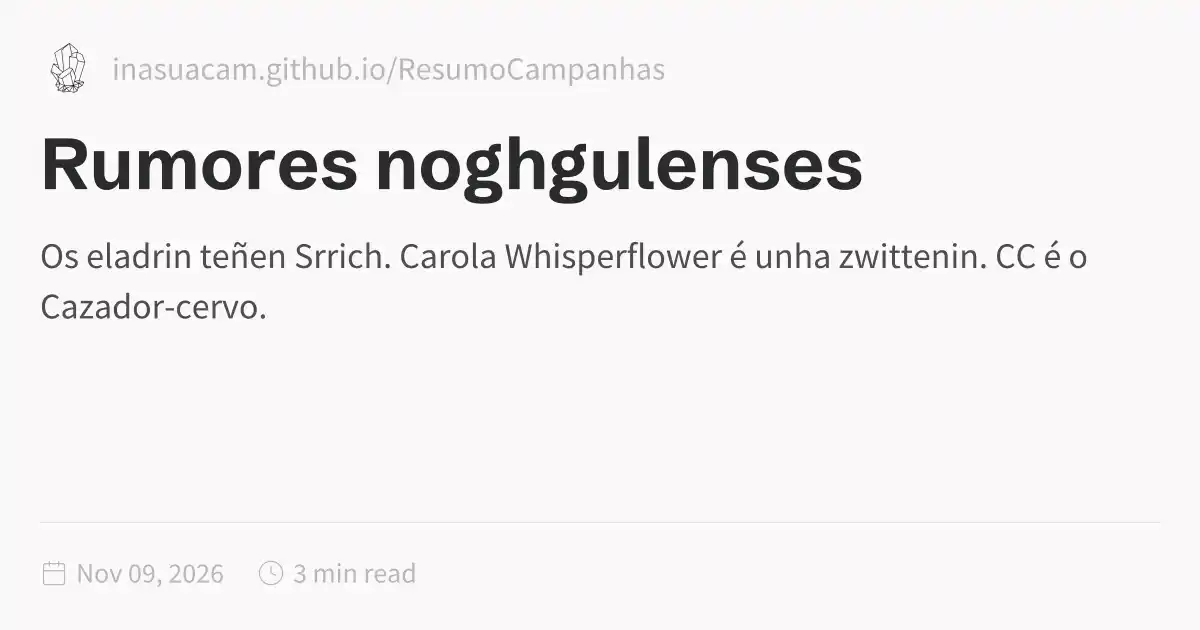 inasuacam.github.io/ResumoCampanhas
Rumores noghgulenses
Os eladrin teñen Srrich. Carola Whisperflower é unha zwittenin. CC é o
Cazador-cervo.
Nov 09, 2026
3 min read